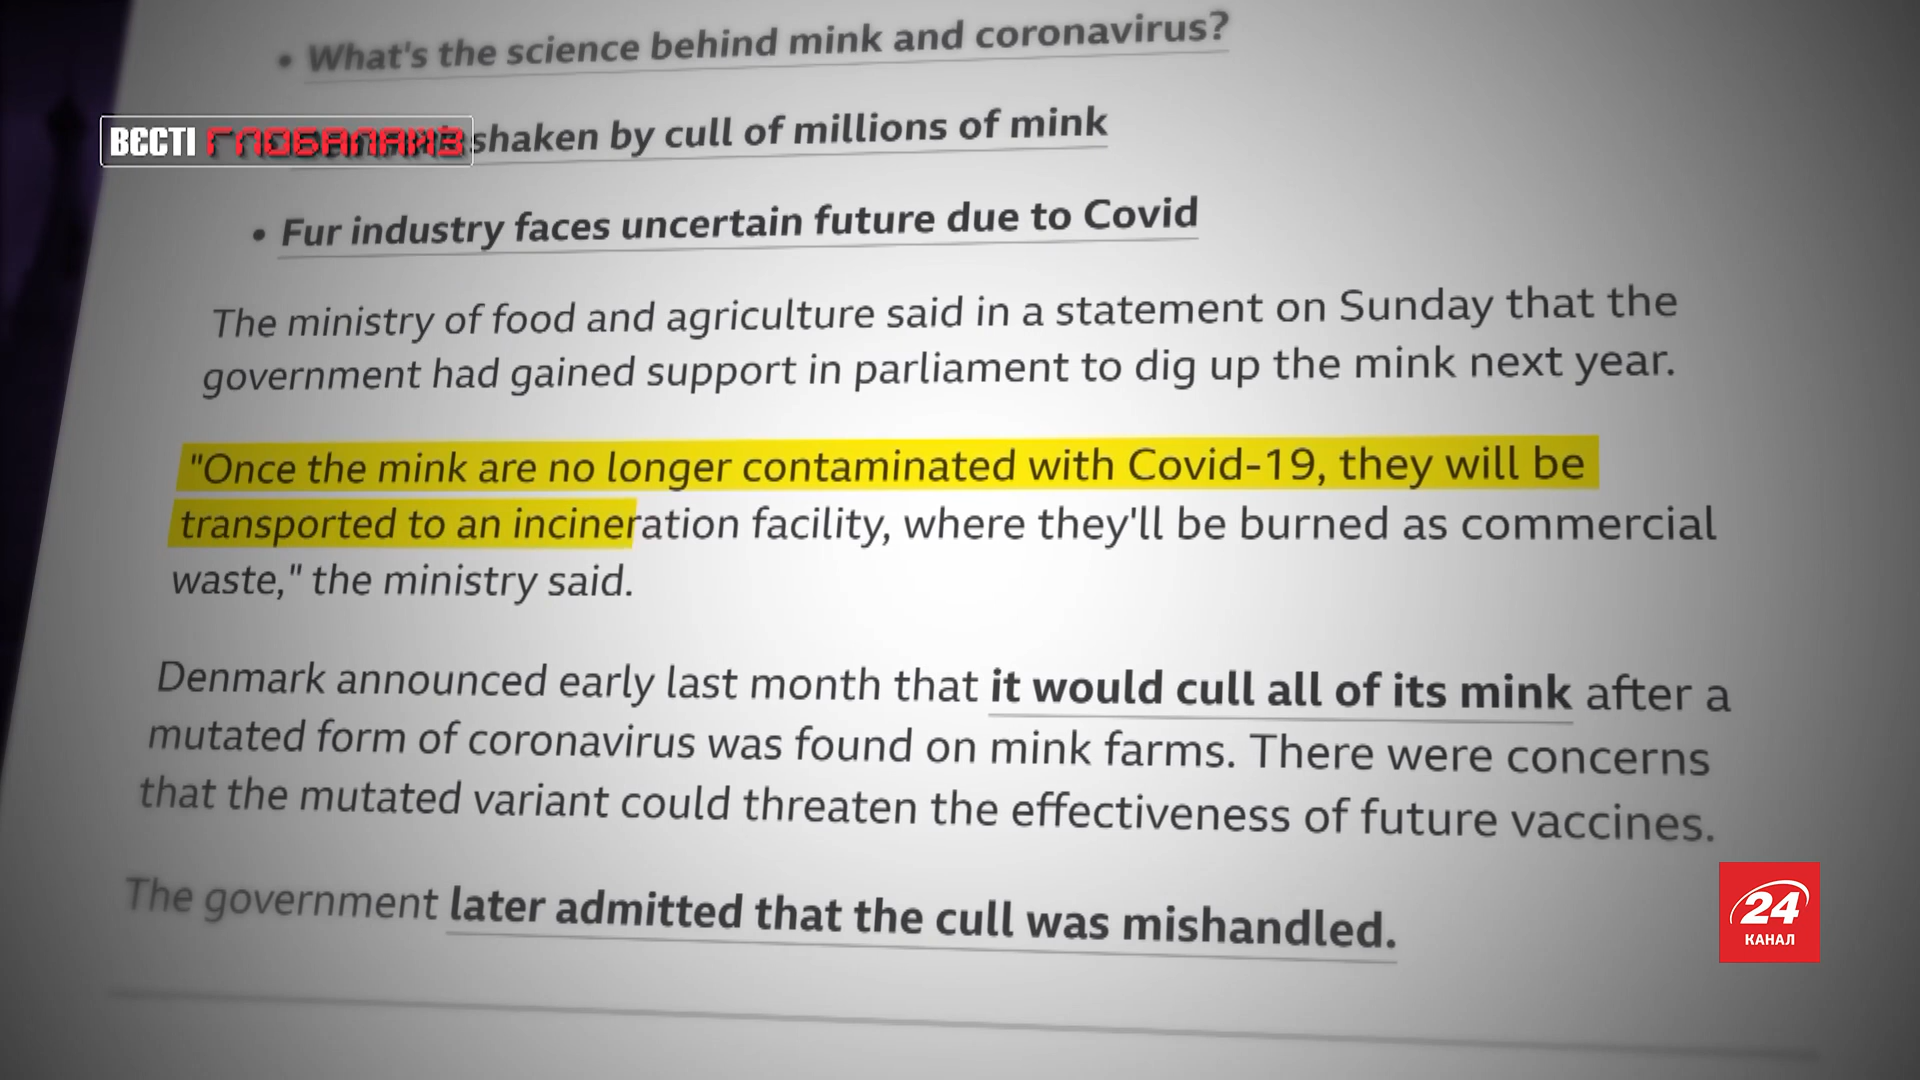 • What's the science behind mink and coronavirus?
ВЄСТІ ГЛОБАЛАЙЗ
shaken by cull of millions of mink
• Fur industry faces uncertain future due to Covid
The ministry of food and agriculture said in a statement on Sunday that the
government had gained support in parliament to dig up the mink next year.
"Once the mink are no longer contaminated with Covid-19, they will be
transported to an incineration facility, where they'll be burned as commercial
waste," the ministry said.
Denmark announced early last month that it would cull all of its mink after a
mutated form of coronavirus was found on mink farms. There were concerns
that the mutated variant could threaten the effectiveness of future vaccines.
The government later admitted that the cull was mishandled.
24
КАНАЛ